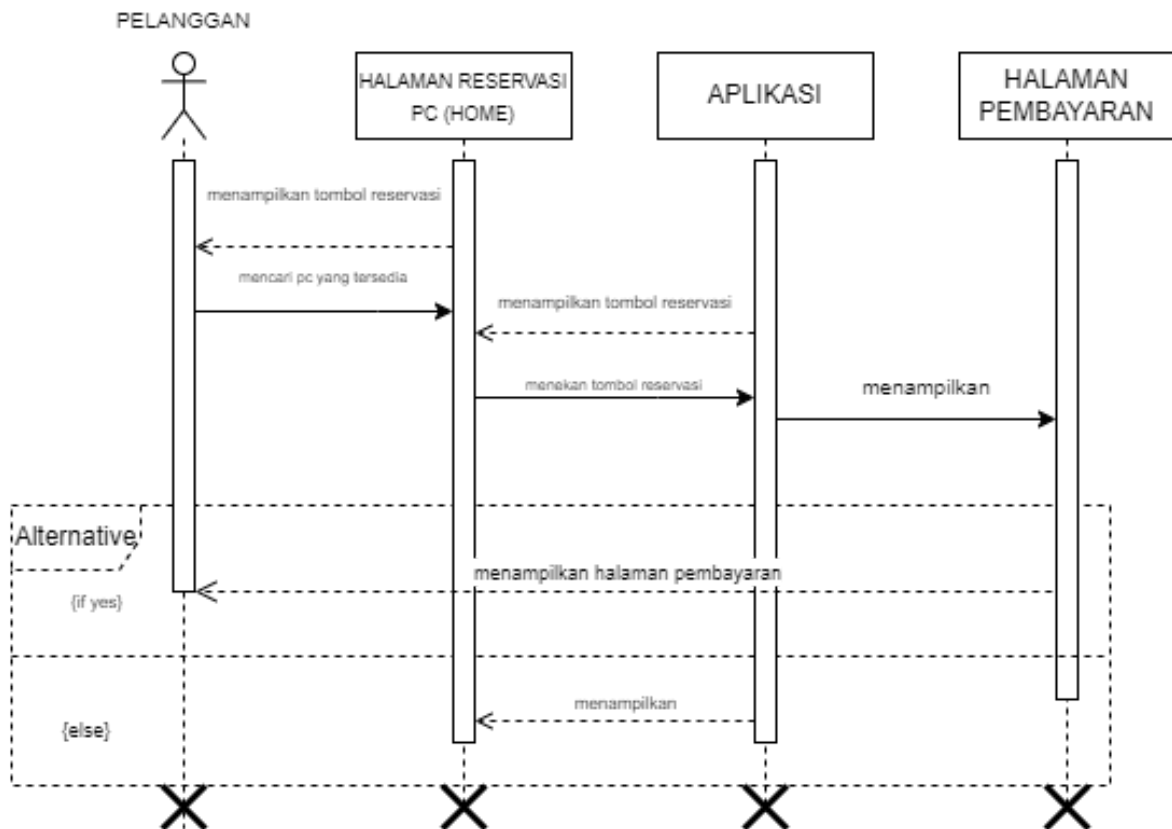 PELANGGAN
HALAMAN RESERVASI
PC (HOME)
APLIKASI
HALAMAN
PEMBAYARAN
menampilkan tombol reservasi
mencari pc yang tersedia
menampilkan tombol reservasi
menekan tombol reservasi
menampilkan
Alternative
menampilkan halaman pembayaran
{if yes}
menampilkan
{else}